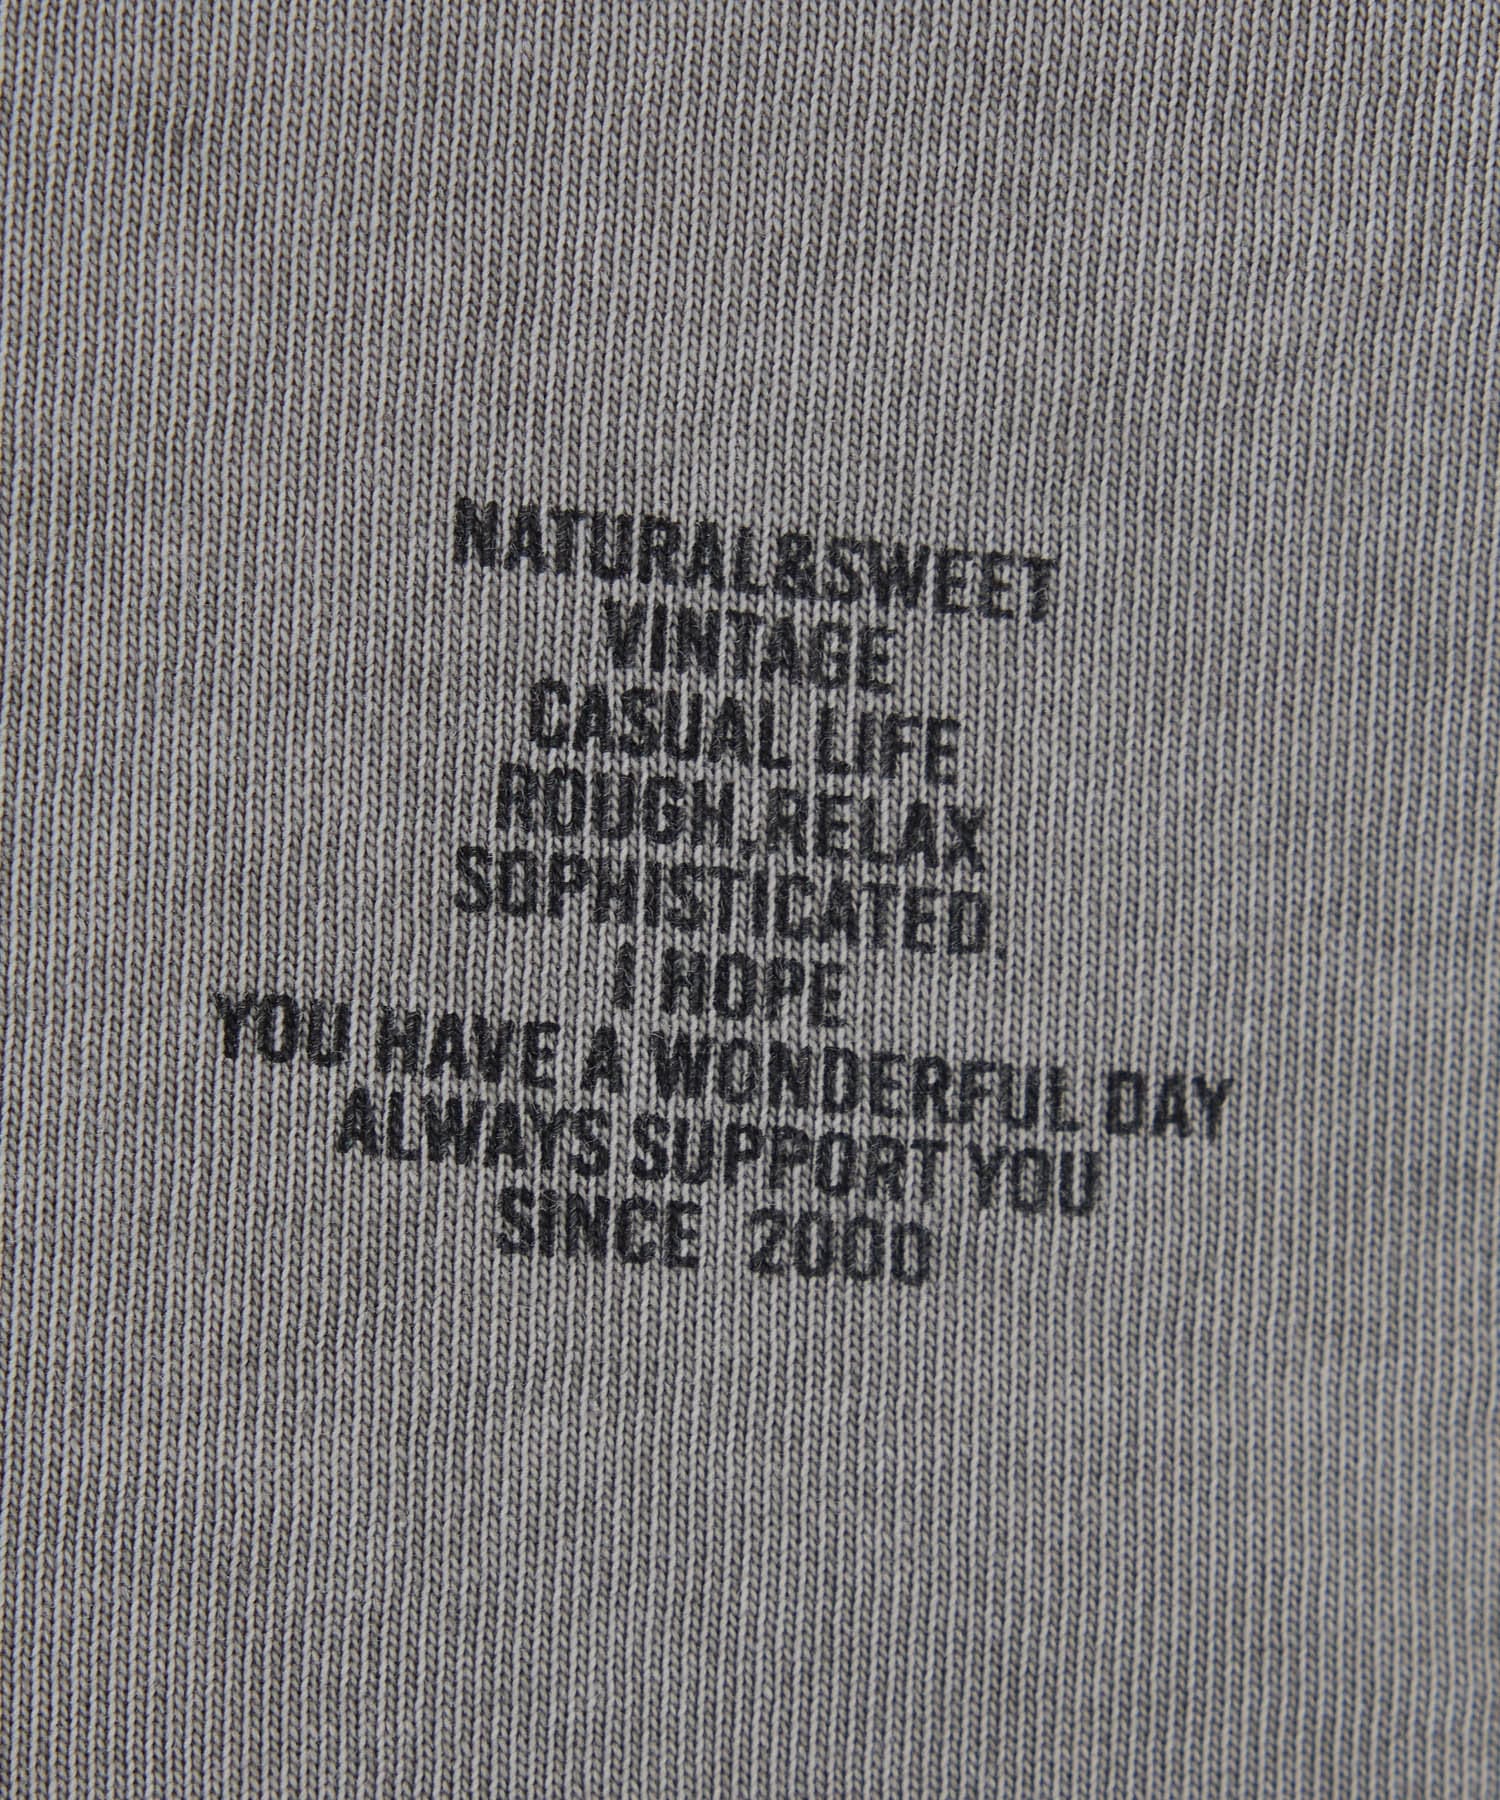 NATURAL&SWEET
VINTAGE
CASUAL LIFE
ROUGH.RELAX
SOPHISTICATED.
I HOPE
YOU HAVE A WONDERFUL DAY
ALWAYS SUPPORT YOU
SINCE 2000